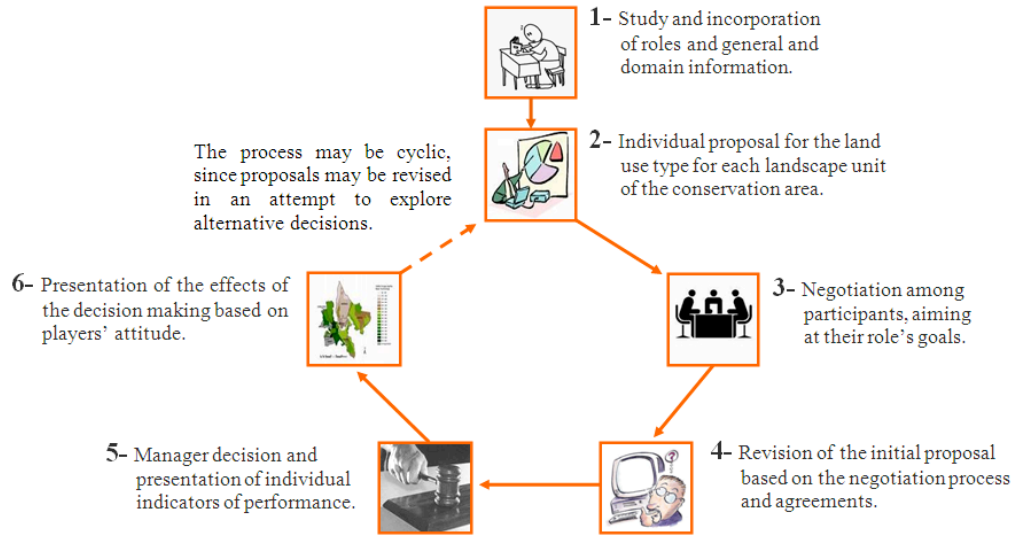 1- Study and incorporation
of roles and general and
domain information.
2- Individual proposal for the land
use type for each landscape unit
of the conservation area.
The process may be cyclic,
since proposals may be revised
in an attempt to explore
alternative decisions.
3- Negotiation among
participants, aiming
at their role's goals.
4- Revision of the initial proposal
based on the negotiation process
and agreements.
5- Manager decision and
presentation of individual
indicators of performance.
6- Presentation of the effects of
the decision making based on
players' attitude.
?